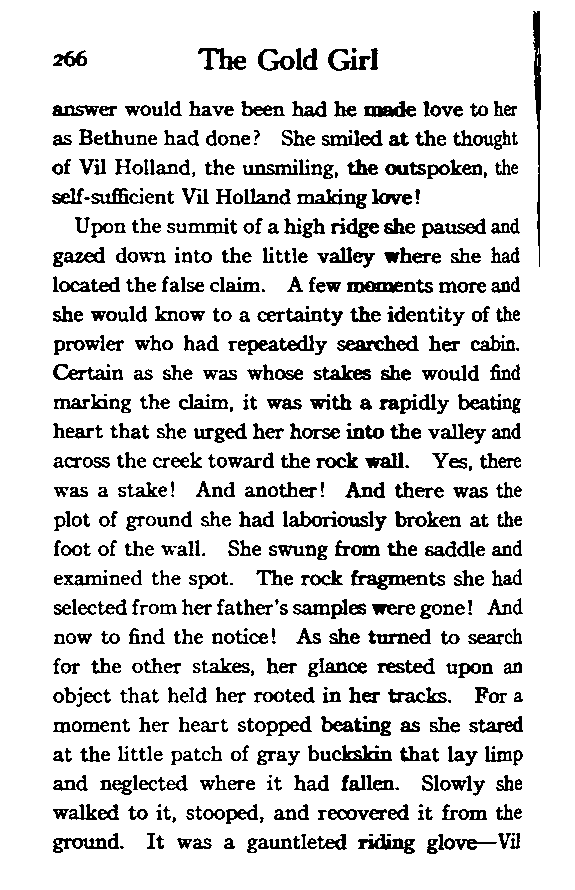 266 The Gold Girl
answer would have been had he made love to her
as Bethune had done? She smiled at the thought
of Vil Holland, the unsmiling, the outspoken, the
self-sufficient Vil Holland making love!
Upon the summit of a high ridge she paused and
gazed down into the little valley where she had
located the false claim. A few moments more and
she would know to a certainty the identity of the
prowler who had repeatedly searched her cabin.
Certain as she was whose stakes she would find
marking the claim, it was with a rapidly beating
heart that she urged her horse into the valley and
across the creek toward the rock wall. Yes, there
was a stake! And another! And there was the
plot of ground she had laboriously broken at the
foot of the wall. She swung from the saddle and
examined the spot. The rock fragments she had
selected from her father's samples were gone! And
now to find the notice! As she turned to search
for the other stakes, her glance rested upon an
object that held her rooted in her tracks. For a
moment her heart stopped beating as she stared
at the little patch of gray buckskin that lay limp
and neglected where it had fallen. Slowly she
walked to it, stooped, and recovered it from the
ground. It was a gauntleted riding glove—Vil